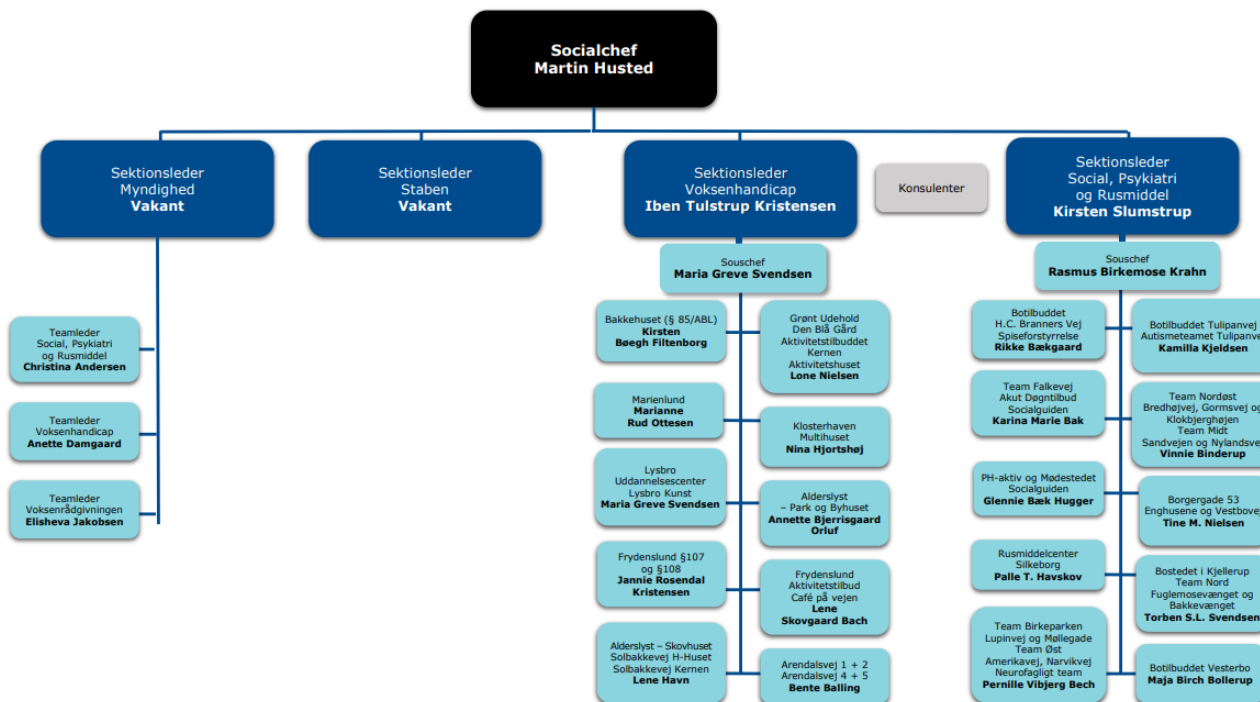 Socialchef
Martin Husted
Sektionsleder
Myndighed
Vakant
Sektionsleder
Staben
Vakant
Sektionsleder
Voksenhandicap
Iben Tulstrup Kristensen
Konsulenter
Sektionsleder
Social, Psykiatri
og Rusmiddel
Kirsten Slumstrup
Teamleder
Social, Psykiatri
og Rusmiddel
Christina Andersen
Teamleder
Voksenhandicap
Anette Damgaard
Teamleder
Voksenrådgivningen
Elisheva Jakobsen
Souschef
Maria Greve Svendsen
Bakkehuset (§ 85/ABL)
Kirsten
Bøegh Filtenborg
Grønt Udehold
Den Blå Gård
Aktivitetstilbuddet
Kernen
Aktivitetshuset
Lone Nielsen
Marienlund
Marianne
Rud Ottesen
Klosterhaven
Multihuset
Nina Hjortshøj
Lysbro
Uddannelsescenter
Lysbro Kunst
Maria Greve Svendsen
Alderslyst
– Park og Byhuset
Annette Bjerrisgaard
Orluf
Frydenslund §107
og §108
Jannie Rosendal
Kristensen
Frydenslund
Aktivitetstilbud
Café på vejen
Lene
Skovgaard Bach
Alderslyst – Skovhuset
Solbakkevej H-Huset
Solbakkevej Kernen
Lene Havn
Arendalsvej 1 + 2
Arendalsvej 4 + 5
Bente Balling
Souschef
Rasmus Birkemose Krahn
Botilbuddet
H.C. Branners Vej
Spiseforstyrrelse
Rikke Bækgaard
Botilbuddet Tulipanvej
Autismeteamet Tulipanve
Kamilla Kjeldsen
Team Falkevej
Akut Døgntilbud
Socialguiden
Karina Marie Bak
Team Nordøst
Bredhøjvej, Gormsvej og
Klokbjerghøjen
Team Midt
Sandvejen og Nylandsve
Vinnie Binderup
PH-aktiv og Mødestedet
Socialguiden
Glennie Bæk Hugger
Borgergade 53
Enghusene og Vestbovej
Tine M. Nielsen
Rusmiddelcenter
Silkeborg
Palle T. Havskov
Bostedet i Kjellerup
Team Nord
Fuglemosevænget og
Bakkevænget
Torben S.L. Svendsen
Team Birkeparken
Lupinvej og Møllegade
Team Øst
Amerikavej, Narvikvej
Neurofagligt team
Pernille Vibjerg Bech
Botilbuddet Vesterbo
Maja Birch Bollerup